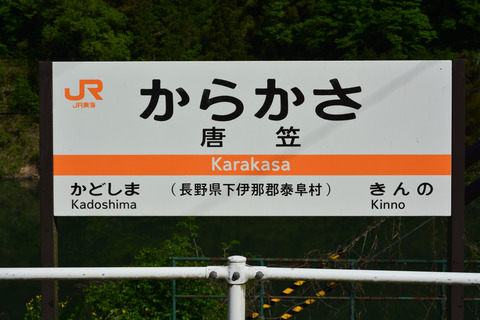 JR
JR東海
からかさ
唐笠
Karakasa
かどしま (長野県下伊那郡泰阜村) きんの
Kadoshima Kinno